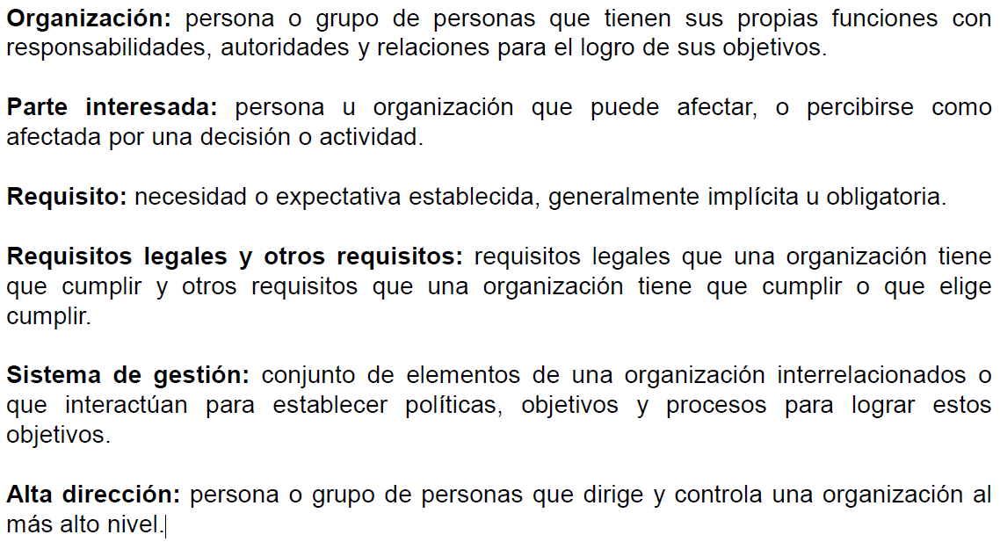 Organización: persona o grupo de personas que tienen sus propias funciones con
responsabilidades, autoridades y relaciones para el logro de sus objetivos.
Parte interesada: persona u organización que puede afectar, o percibirse como
afectada por una decisión o actividad.
Requisito: necesidad o expectativa establecida, generalmente implícita u obligatoria.
Requisitos legales y otros requisitos: requisitos legales que una organización tiene
que cumplir y otros requisitos que una organización tiene que cumplir o que elige
cumplir.
Sistema de gestión: conjunto de elementos de una organización interrelacionados o
que interactúan para establecer políticas, objetivos y procesos para lograr estos
objetivos.
Alta dirección: persona o grupo de personas que dirige y controla una organización al
más alto nivel.